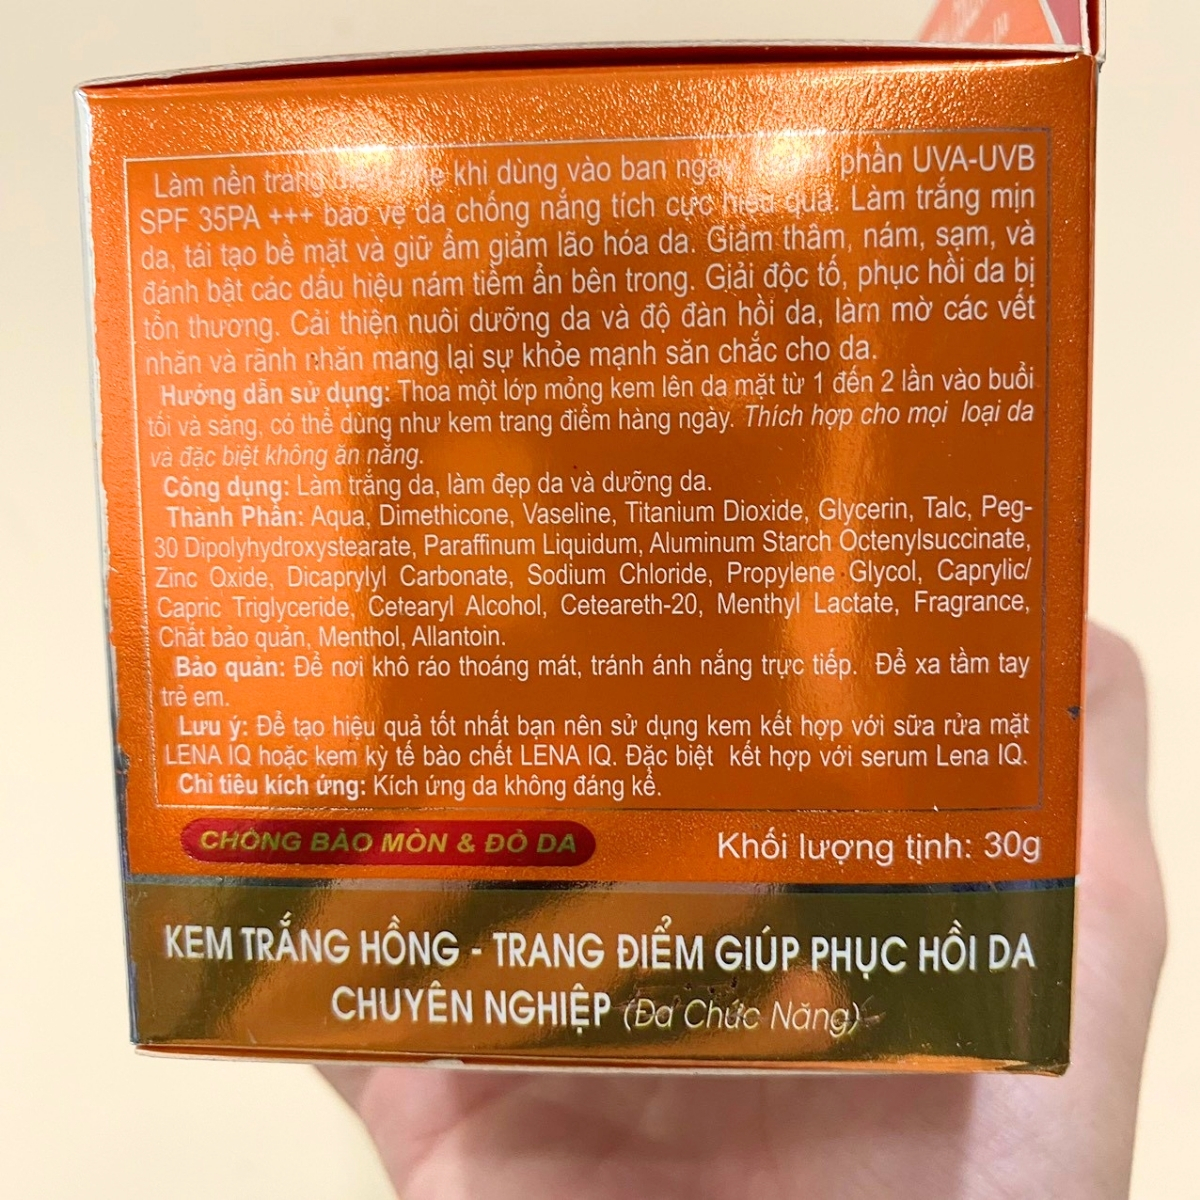 Làm nền trang khi dùng vào ban ngày phần UVA-UVB
SPF 35PA +++ bảo vệ da chống nắng tích cực hiệu quả. Làm trắng mịn
da, tái tạo bề mặt và giữ ẩm giảm lão hóa da. Giảm thâm, nám, sạm, và
đánh bật các dấu hiệu nám tiềm ẩn bên trong. Giải độc tố, phục hồi da bị
tổn thương. Cải thiện nuôi dưỡng da và độ đàn hồi da, làm mờ các vết
nhăn và rãnh nhăn mang lại sự khỏe mạnh săn chắc cho da.
Hướng dẫn sử dụng: Thoa một lớp mỏng kem lên da mặt từ 1 đến 2 lần vào buổi
tối và sáng, có thể dùng như kem trang điểm hàng ngày. Thích hợp cho mọi loại da
và đặc biệt không ăn nắng.
Công dụng: Làm trắng da, làm đẹp da và dưỡng da.
Thành Phần: Aqua, Dimethicone, Vaseline, Titanium Dioxide, Glycerin, Talc, Peg-
30 Dipolyhydroxystearate, Paraffinum Liquidum, Aluminum Starch Octenylsuccinate,
Zinc Oxide, Dicaprylyl Carbonate, Sodium Chloride, Propylene Glycol, Caprylic/
Capric Triglyceride, Cetearyl Alcohol, Ceteareth-20, Menthyl Lactate, Fragrance,
Chất bảo quản, Menthol, Allantoin.
Bảo quản: Để nơi khô ráo thoáng mát, tránh ánh nắng trực tiếp. Để xa tầm tay
trẻ em.
Lưu ý: Để tạo hiệu quả tốt nhất bạn nên sử dụng kem kết hợp với sữa rửa mặt
LENA IQ hoặc kem kỳ tế bào chết LENA IQ. Đặc biệt kết hợp với serum Lena IQ.
Chỉ tiêu kích ứng: Kích ứng da không đáng kể.
CHỐNG BÀO MÒN & ĐỎ DA
Khối lượng tịnh: 30g
KEM TRẮNG HỒNG - TRANG ĐIỂM GIÚP PHỤC HỒI DA
CHUYÊN NGHIỆP (Đa Chức Năng)